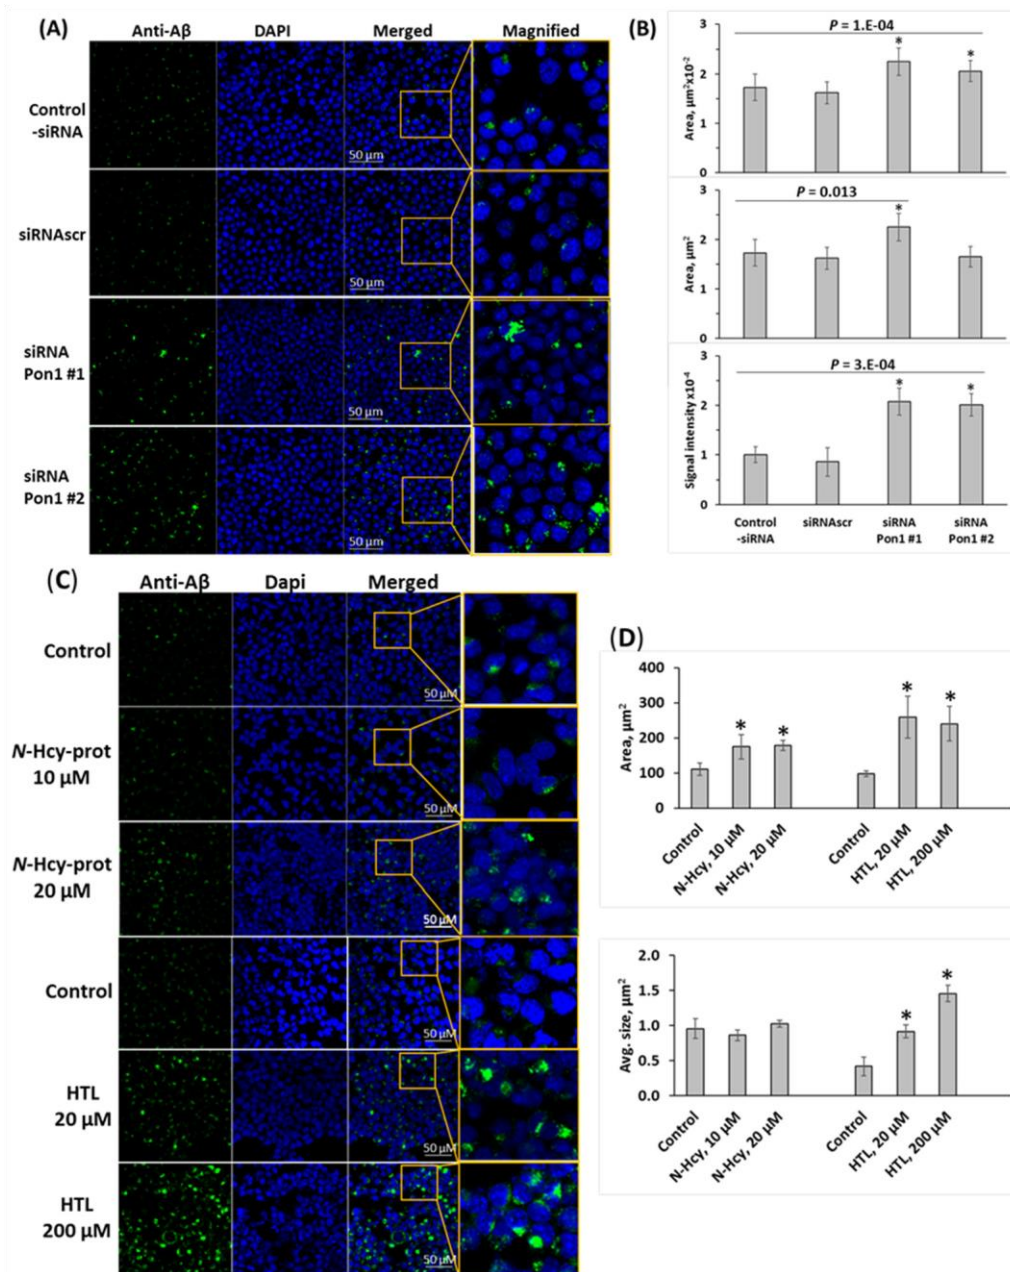 (A)
Anti-Aβ DAPI Merged Magnified
Control
-siRNA
50 µm
siRNAscr
50 µm
siRNA
Pon1 #1
50 µm
siRNA
Pon1 #2
50 µm
(B)
P = 1.E-04
Area, µm²x10⁻²
3
2
1
0
* *
P = 0.013
Area, µm²
3
2
1
0
*
P = 3.E-04
Signal intensity x10⁻⁴
3
2
1
0
* *
Control
-siRNA
siRNAscr
siRNA
Pon1 #1
siRNA
Pon1 #2
(C)
Anti-Aβ Dapi Merged
Control
50 µM
N-Hcy-prot
10 µM
50 µM
N-Hcy-prot
20 µM
50 µM
Control
50 µM
HTL
20 µM
50 µM
HTL
200 µM
50 µM
(D)
Area, µm²
400
300
200
100
0
* * * *
Control
N-Hcy, 10 µM
N-Hcy, 20 µM
Control
HTL, 20 µM
HTL, 200 µM
Avg. size, µm²
2.0
1.5
1.0
0.5
0.0
* *
Control
N-Hcy, 10 µM
N-Hcy, 20 µM
Control
HTL, 20 µM
HTL, 200 µM